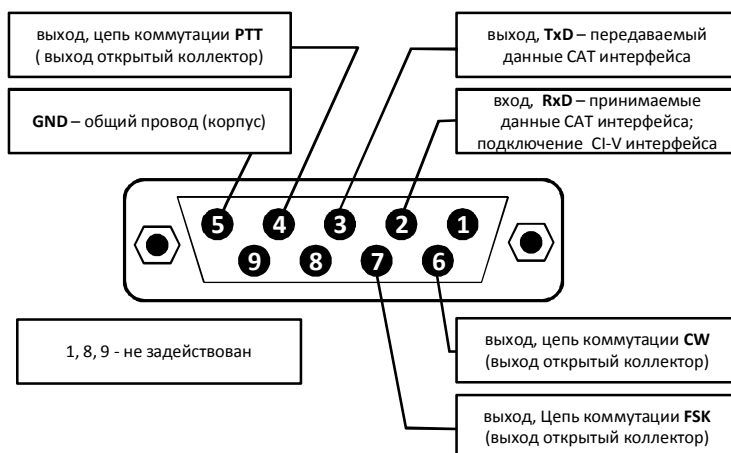 выход, цепь коммутации PTT
( выход открытый коллектор)
GND – общий провод (корпус)
выход, TxD – передаваемый
данные CAT интерфейса
вход, RxD – принимаемые
данные CAT интерфейса;
подключение CI-V интерфейса
5 4 3 2 1
9 8 7 6
1, 8, 9 - не задействован
выход, цепь коммутации CW
(выход открытый коллектор)
выход, Цепь коммутации FSK
(выход открытый коллектор)